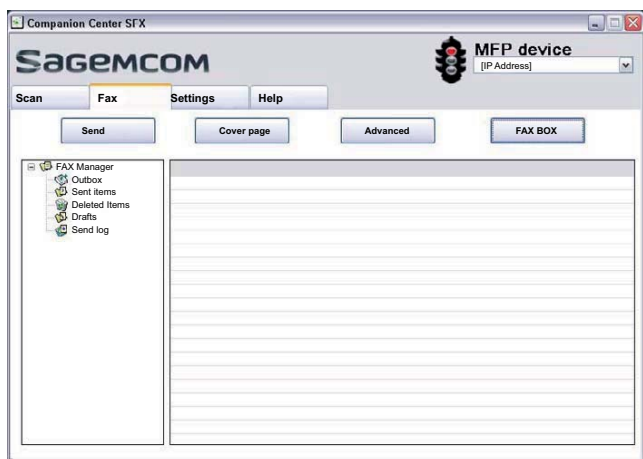 Companion Center SFX
Sagemcom
MFP device
[IP Address]
Scan Fax Settings Help
Send Cover page Advanced FAX BOX
FAX Manager
Outbox
Sent items
Deleted Items
Drafts
Send log